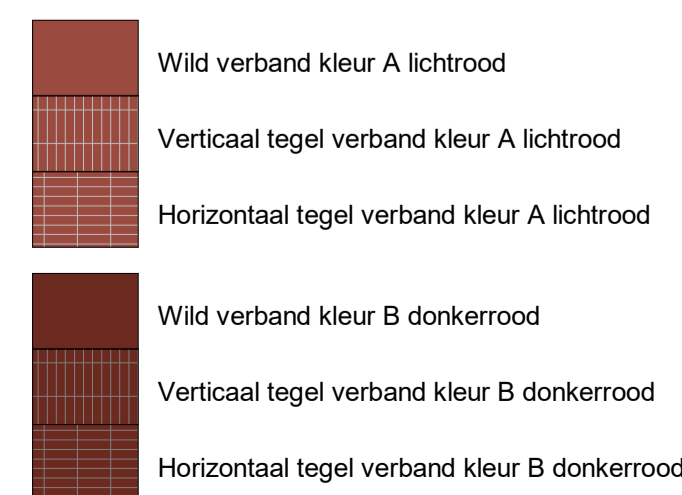 Wild verband kleur A lichtrood
Verticaal tegel verband kleur A lichtrood
Horizontaal tegel verband kleur A lichtrood
Wild verband kleur B donkerrood
Verticaal tegel verband kleur B donkerrood
Horizontaal tegel verband kleur B donkerrood